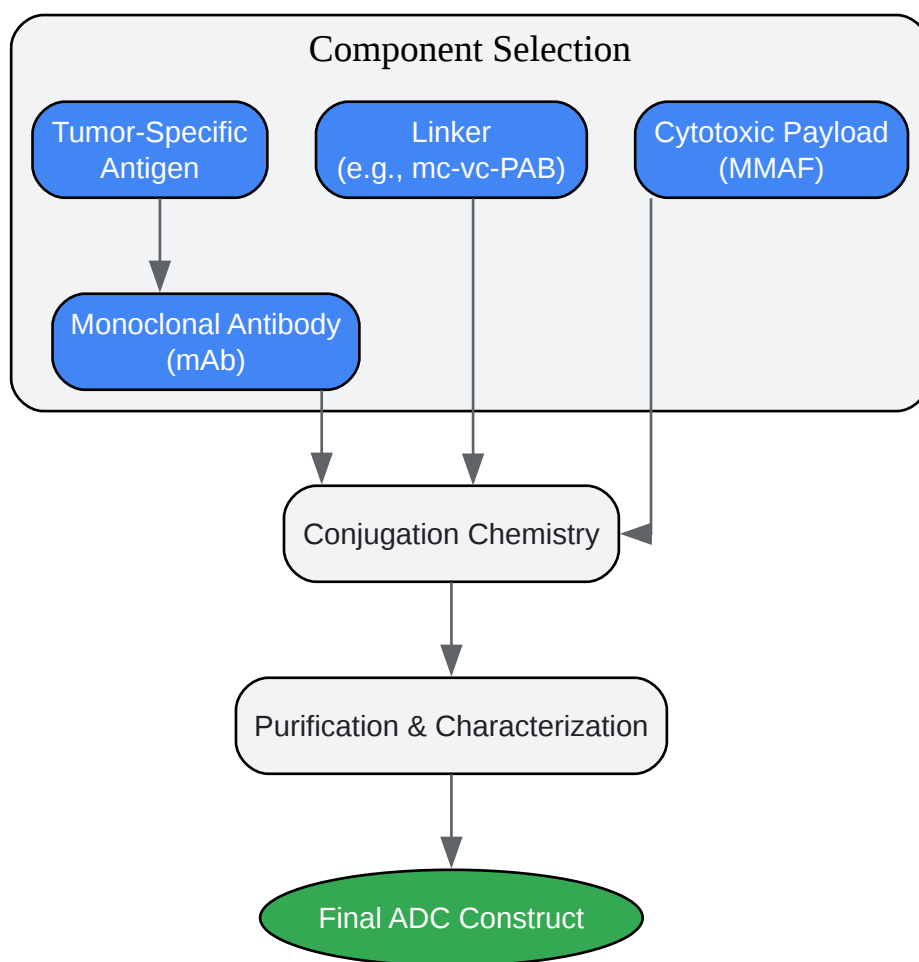 Component Selection
Tumor-Specific
Antigen
Linker
(e.g., mc-vc-PAB)
Cytotoxic Payload
(MMAF)
Monoclonal Antibody
(mAb)
Conjugation Chemistry
Purification & Characterization
Final ADC Construct